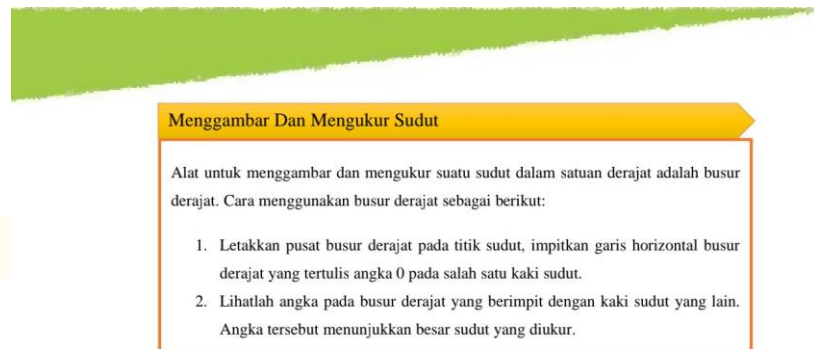 Menggambar Dan Mengukur Sudut
Alat untuk menggambar dan mengukur suatu sudut dalam satuan derajat adalah busur
derajat. Cara menggunakan busur derajat sebagai berikut:
1. Letakkan pusat busur derajat pada titik sudut, impitkan garis horizontal busur
derajat yang tertulis angka 0 pada salah satu kaki sudut.
2. Lihatlah angka pada busur derajat yang berimpit dengan kaki sudut yang lain.
Angka tersebut menunjukkan besar sudut yang diukur.